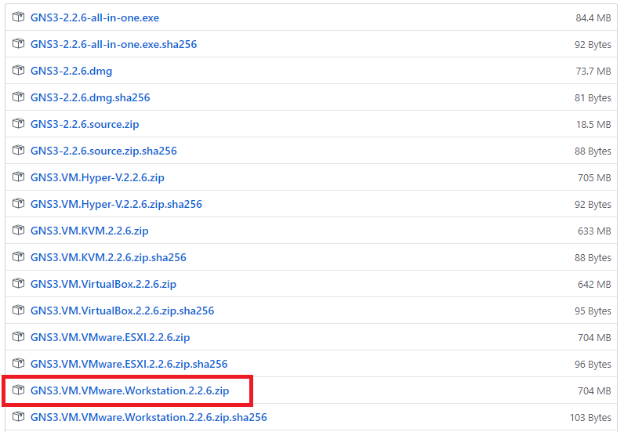 GNS3-2.2.6-all-in-one.exe 84.4 MB
GNS3-2.2.6-all-in-one.exe.sha256 92 Bytes
GNS3-2.2.6.dmg 73.7 MB
GNS3-2.2.6.dmg.sha256 81 Bytes
GNS3-2.2.6.source.zip 18.5 MB
GNS3-2.2.6.source.zip.sha256 88 Bytes
GNS3.VM.Hyper-V.2.2.6.zip 705 MB
GNS3.VM.Hyper-V.2.2.6.zip.sha256 92 Bytes
GNS3.VM.KVM.2.2.6.zip 633 MB
GNS3.VM.KVM.2.2.6.zip.sha256 88 Bytes
GNS3.VM.VirtualBox.2.2.6.zip 642 MB
GNS3.VM.VirtualBox.2.2.6.zip.sha256 95 Bytes
GNS3.VM.VMware.ESXI.2.2.6.zip 704 MB
GNS3.VM.VMware.ESXI.2.2.6.zip.sha256 96 Bytes
GNS3.VM.VMware.Workstation.2.2.6.zip 704 MB
GNS3.VM.VMware.Workstation.2.2.6.zip.sha256 103 Bytes